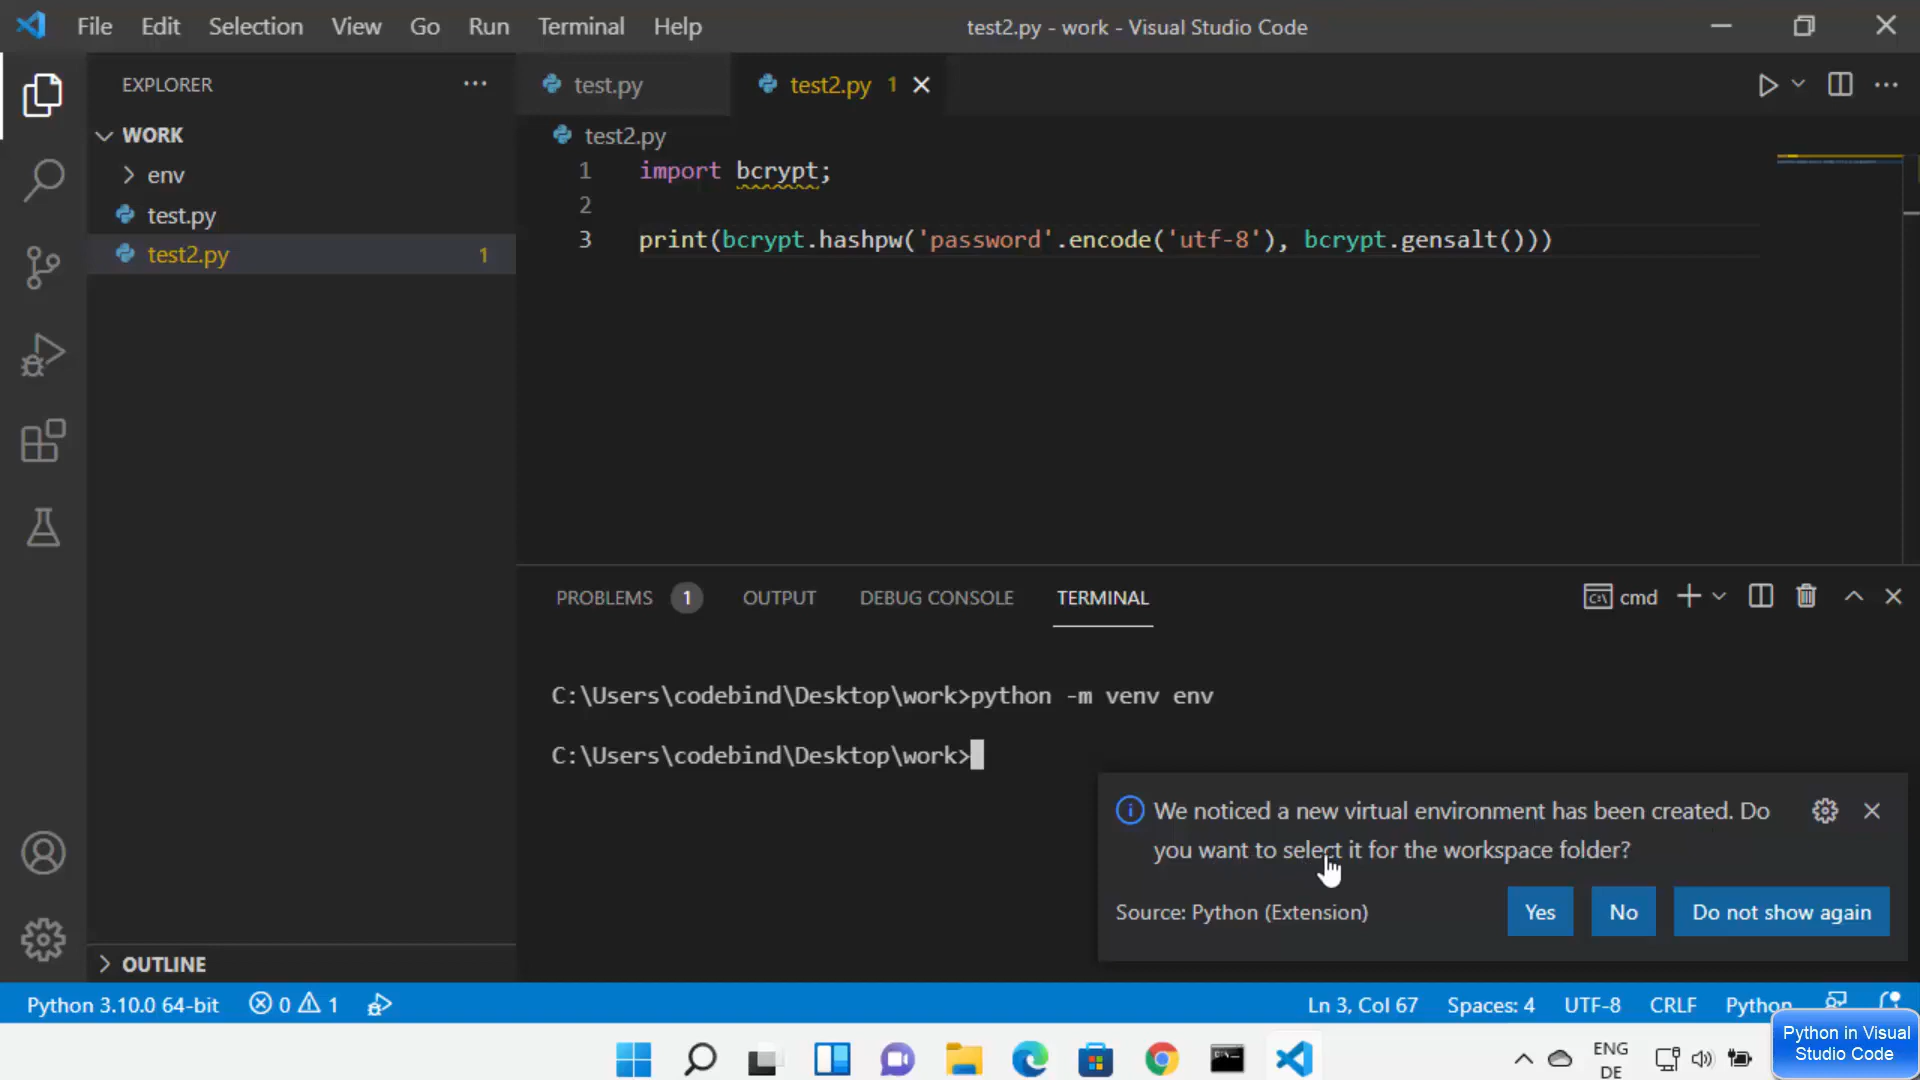 File Edit Selection View Go Run Terminal Help
test2.py - work - Visual Studio Code
EXPLORER
WORK
env
test.py
test2.py 1
OUTLINE
test.py
test2.py 1
test2.py
1 import bcrypt;
2
3 print(bcrypt.hashpw('password'.encode('utf-8'), bcrypt.gensalt()))
PROBLEMS 1 OUTPUT DEBUG CONSOLE TERMINAL
cmd
C:\Users\codebind\Desktop\work>python -m venv env
C:\Users\codebind\Desktop\work>
We noticed a new virtual environment has been created. Do
you want to select it for the workspace folder?
Source: Python (Extension)
Yes
No
Do not show again
Python 3.10.0 64-bit 0 1
Ln 3, Col 67 Spaces: 4 UTF-8 CRLF Python
ENG
DE
Python in Visual
Studio Code